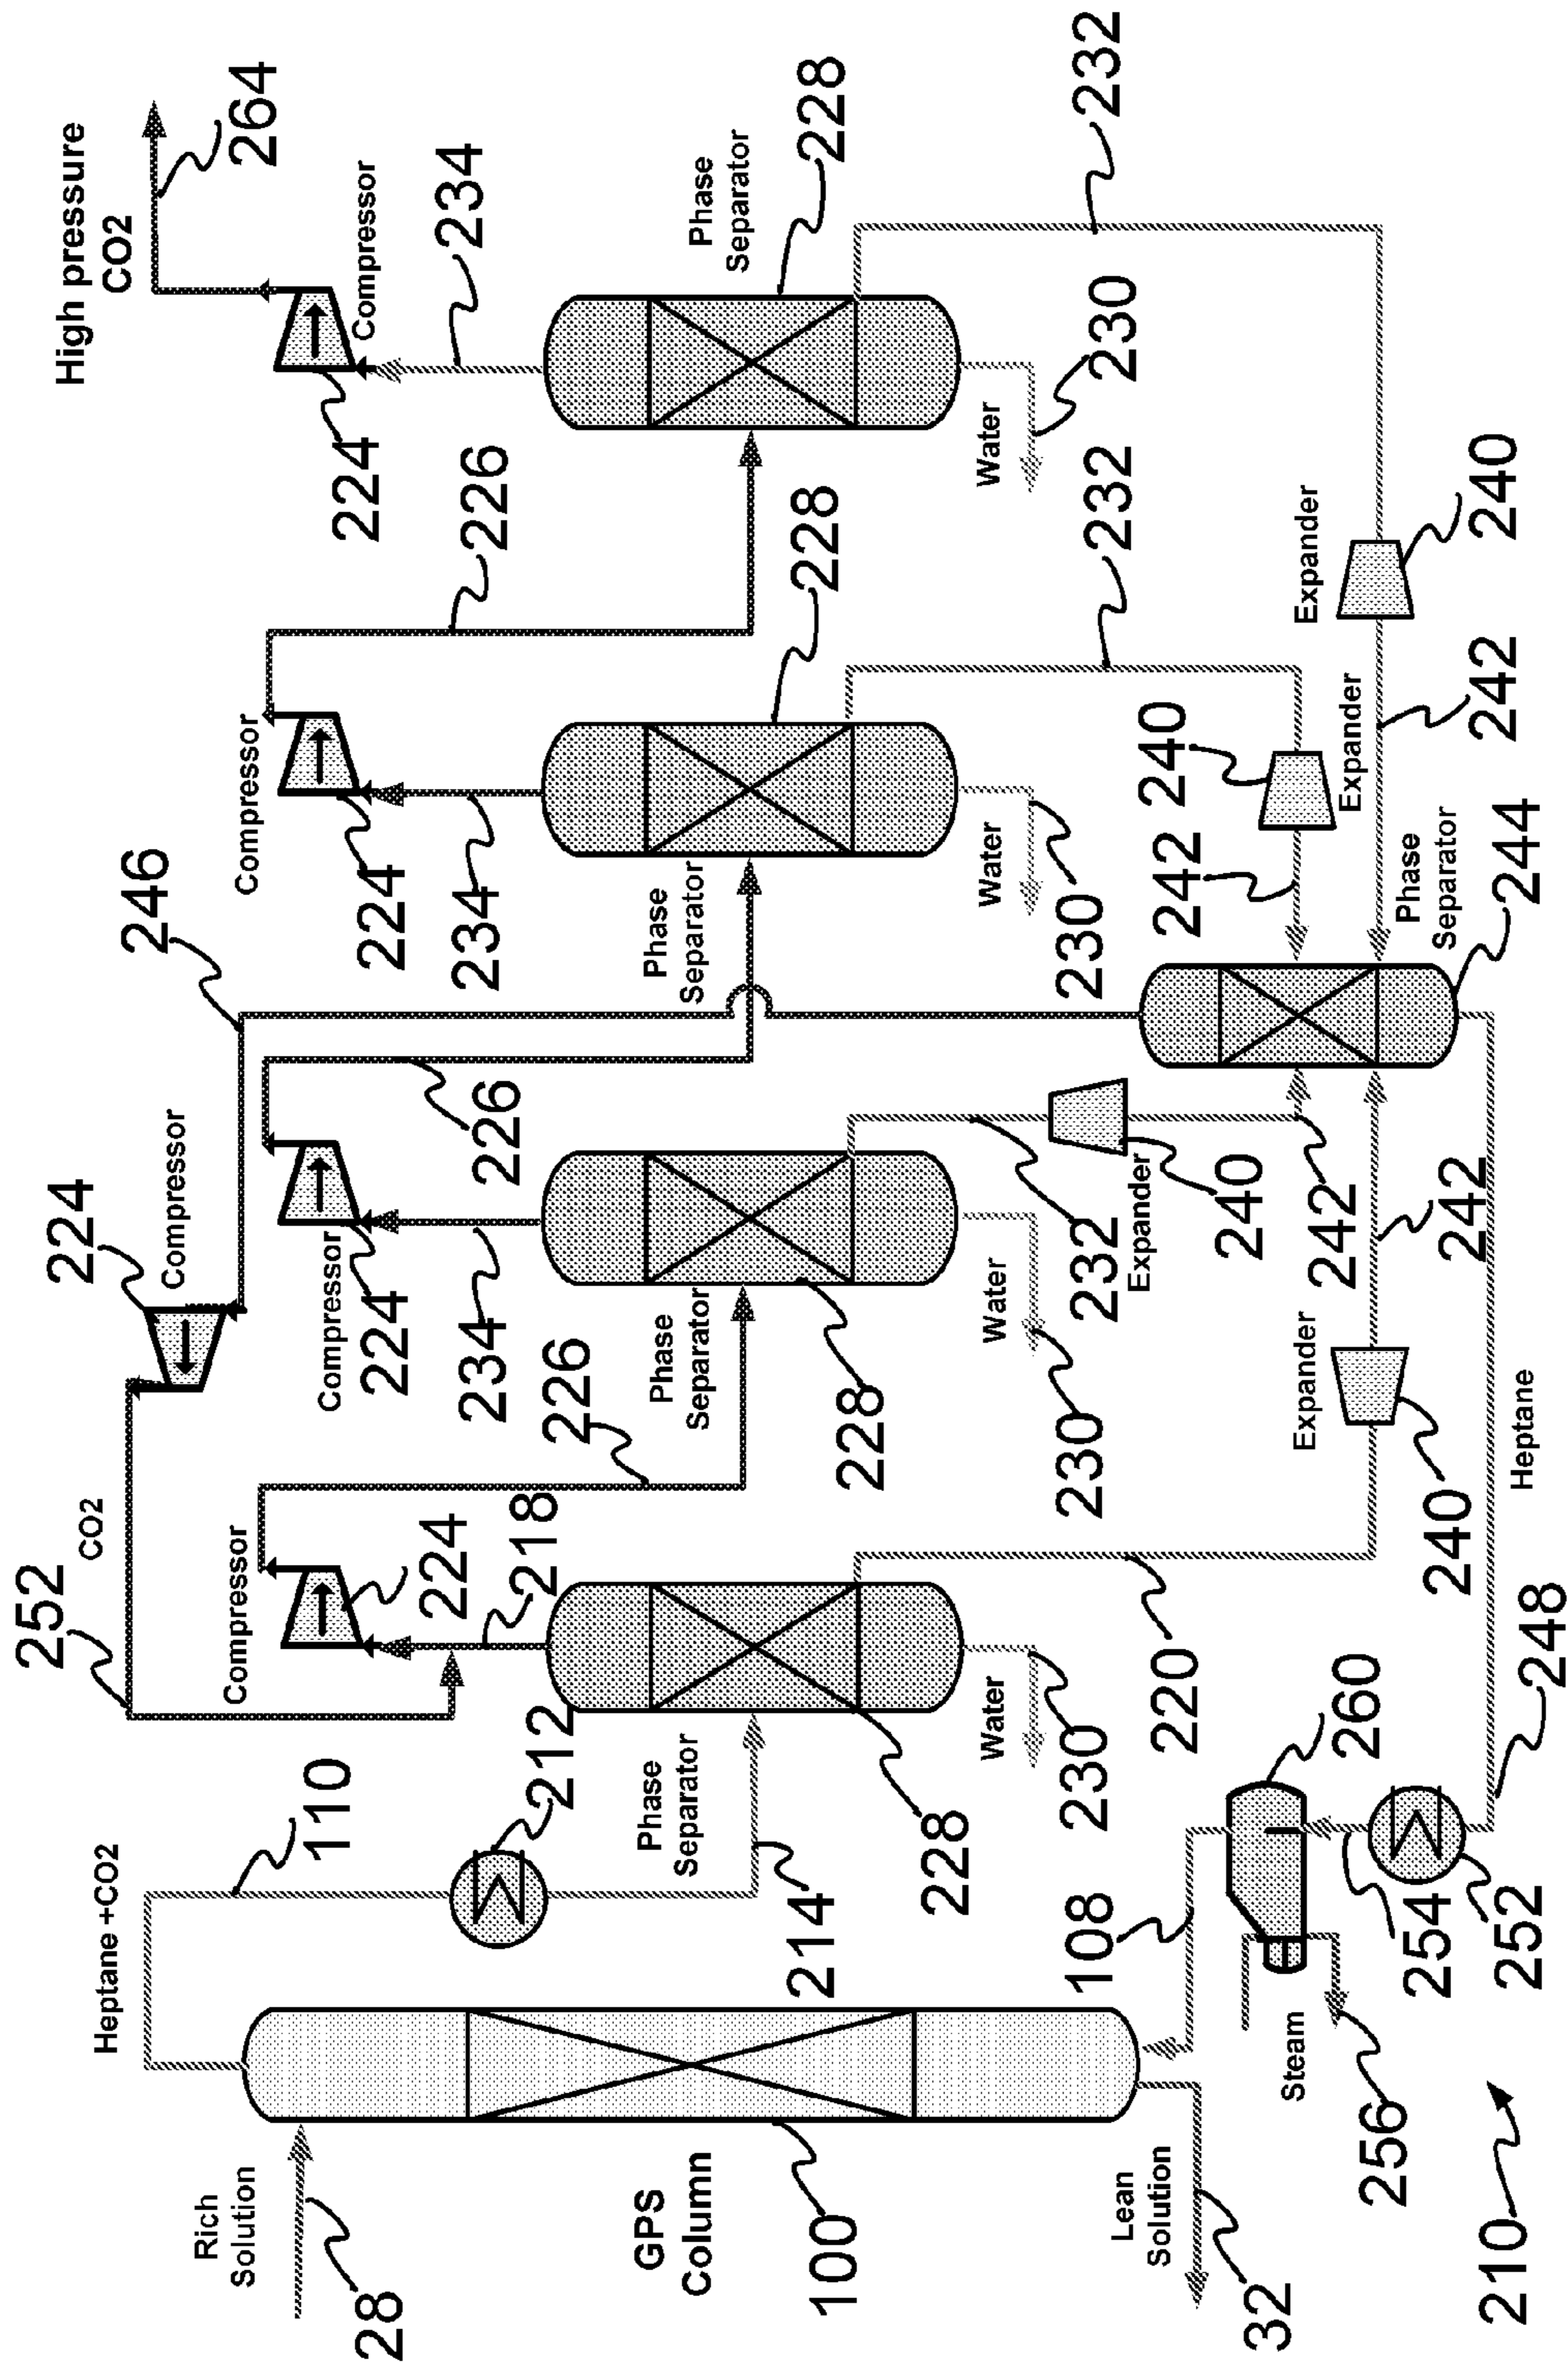 252
CO2
224
Compressor
246
High pressure
CO2
264
Heptane +CO2
110
Rich
Solution
28
212
Compressor
224
218
226
Compressor
224
234
226
Compressor
224
234
226
Compressor
224
234
GPS
Column
100
Phase
Separator
214
228
Phase
Separator
228
Phase
Separator
228
Phase
Separator
228
Water
230
Water
230
Water
230
Water
230
Lean
Solution
32
108
220
232
Expander
240
242
232
242
240
Expander
232
Steam
256
260
254
252
Expander
240
242
Phase
Separator
244
242
Expander
240
Heptane
248
210